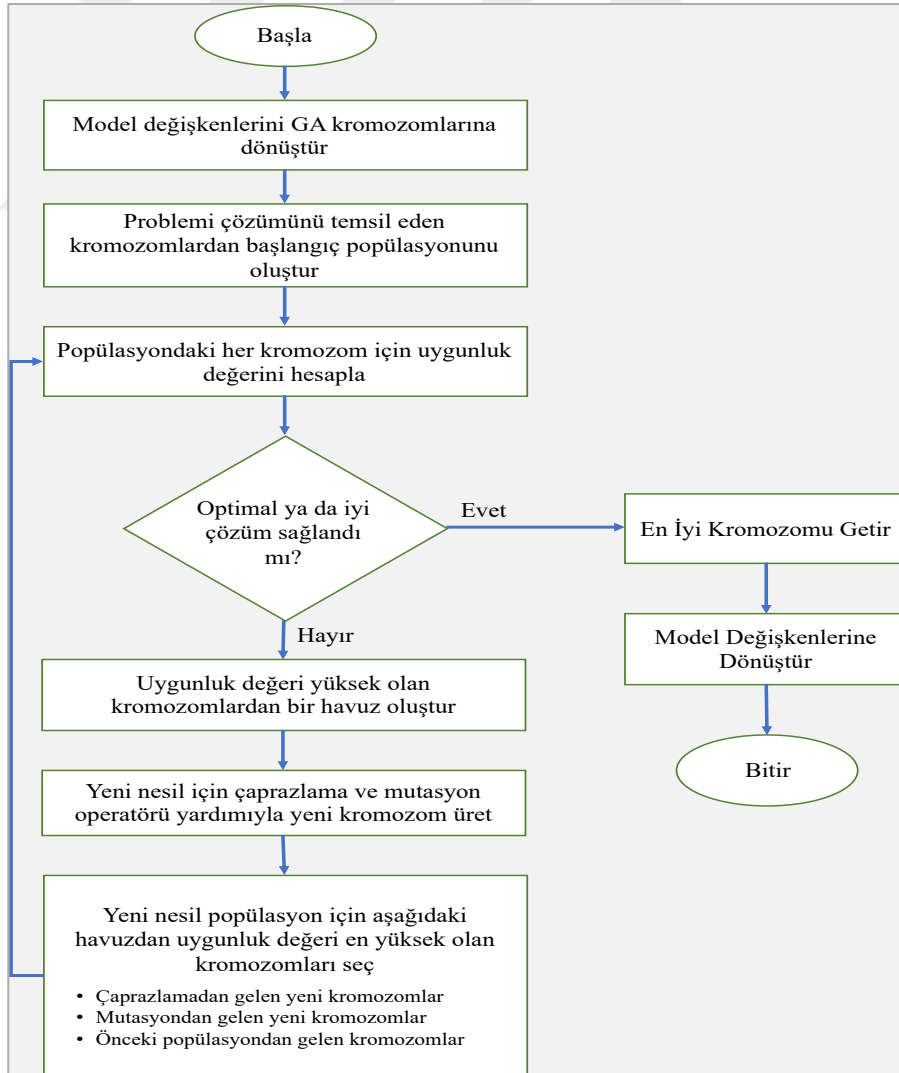 Başla
Model değişkenlerini GA kromozomlarına
dönüştür
Problemi çözümünü temsil eden
kromozomlardan başlangıç popülasyonunu
oluştur
Popülasyondaki her kromozom için uygunluk
değerini hesapla
Optimal ya da iyi
çözüm sağlandı
mı?
Evet
En İyi Kromozomu Getir
Model Değişkenlerine
Dönüştür
Bitir
Hayır
Uygunluk değeri yüksek olan
kromozomlardan bir havuz oluştur
Yeni nesil için çaprazlama ve mutasyon
operatörü yardımıyla yeni kromozom üret
Yeni nesil popülasyon için aşağıdaki
havuzdan uygunluk değeri en yüksek olan
kromozomları seç
• Çaprazlamadan gelen yeni kromozomlar
• Mutasyondan gelen yeni kromozomlar
• Önceki popülasyondan gelen kromozomlar